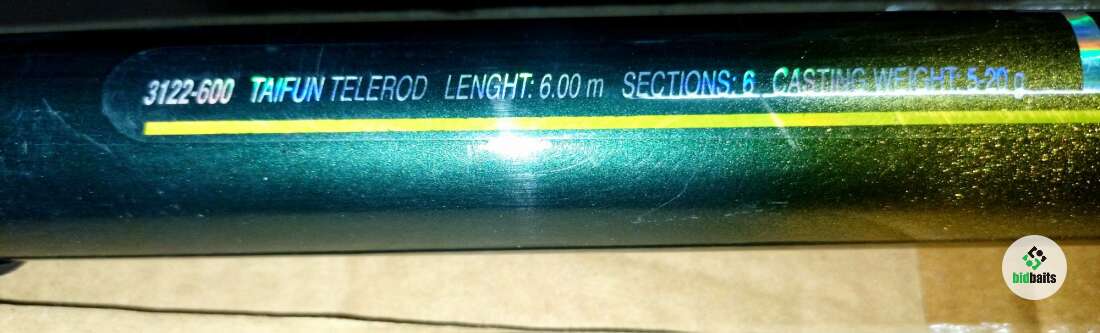 3122-600 TAIFUN TELEROD LENGHT: 6.00 m SECTIONS: 6 CASTING WEIGHT: 5-20 g
bidbaits